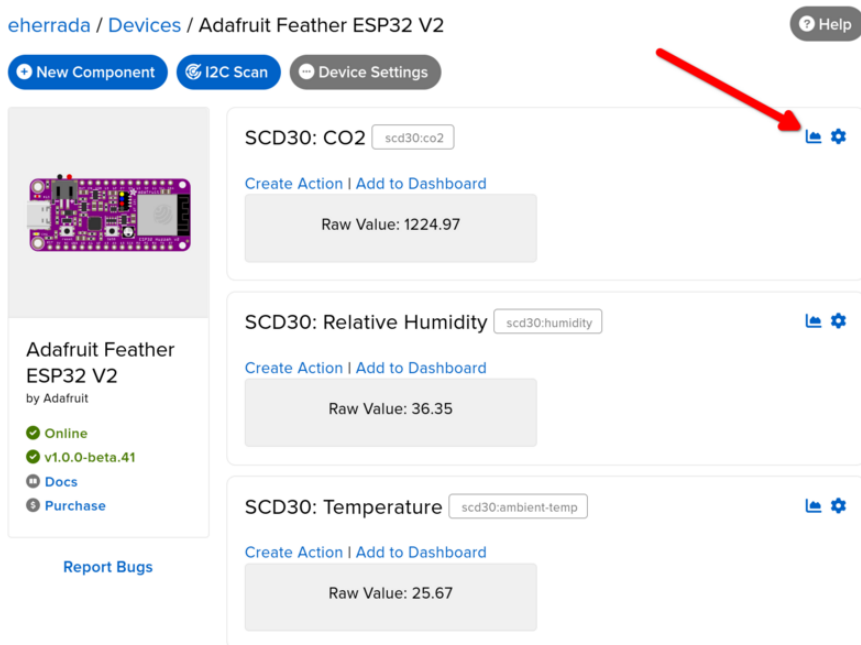 eherrada / Devices / Adafruit Feather ESP32 V2
Help
New Component
I2C Scan
Device Settings
SCD30: CO2 scd30:co2
Create Action | Add to Dashboard
Raw Value: 1224.97
SCD30: Relative Humidity scd30:humidity
Create Action | Add to Dashboard
Raw Value: 36.35
SCD30: Temperature scd30:ambient-temp
Create Action | Add to Dashboard
Raw Value: 25.67
Adafruit Feather
ESP32 V2
by Adafruit
Online
v1.0.0-beta.41
Docs
Purchase
Report Bugs